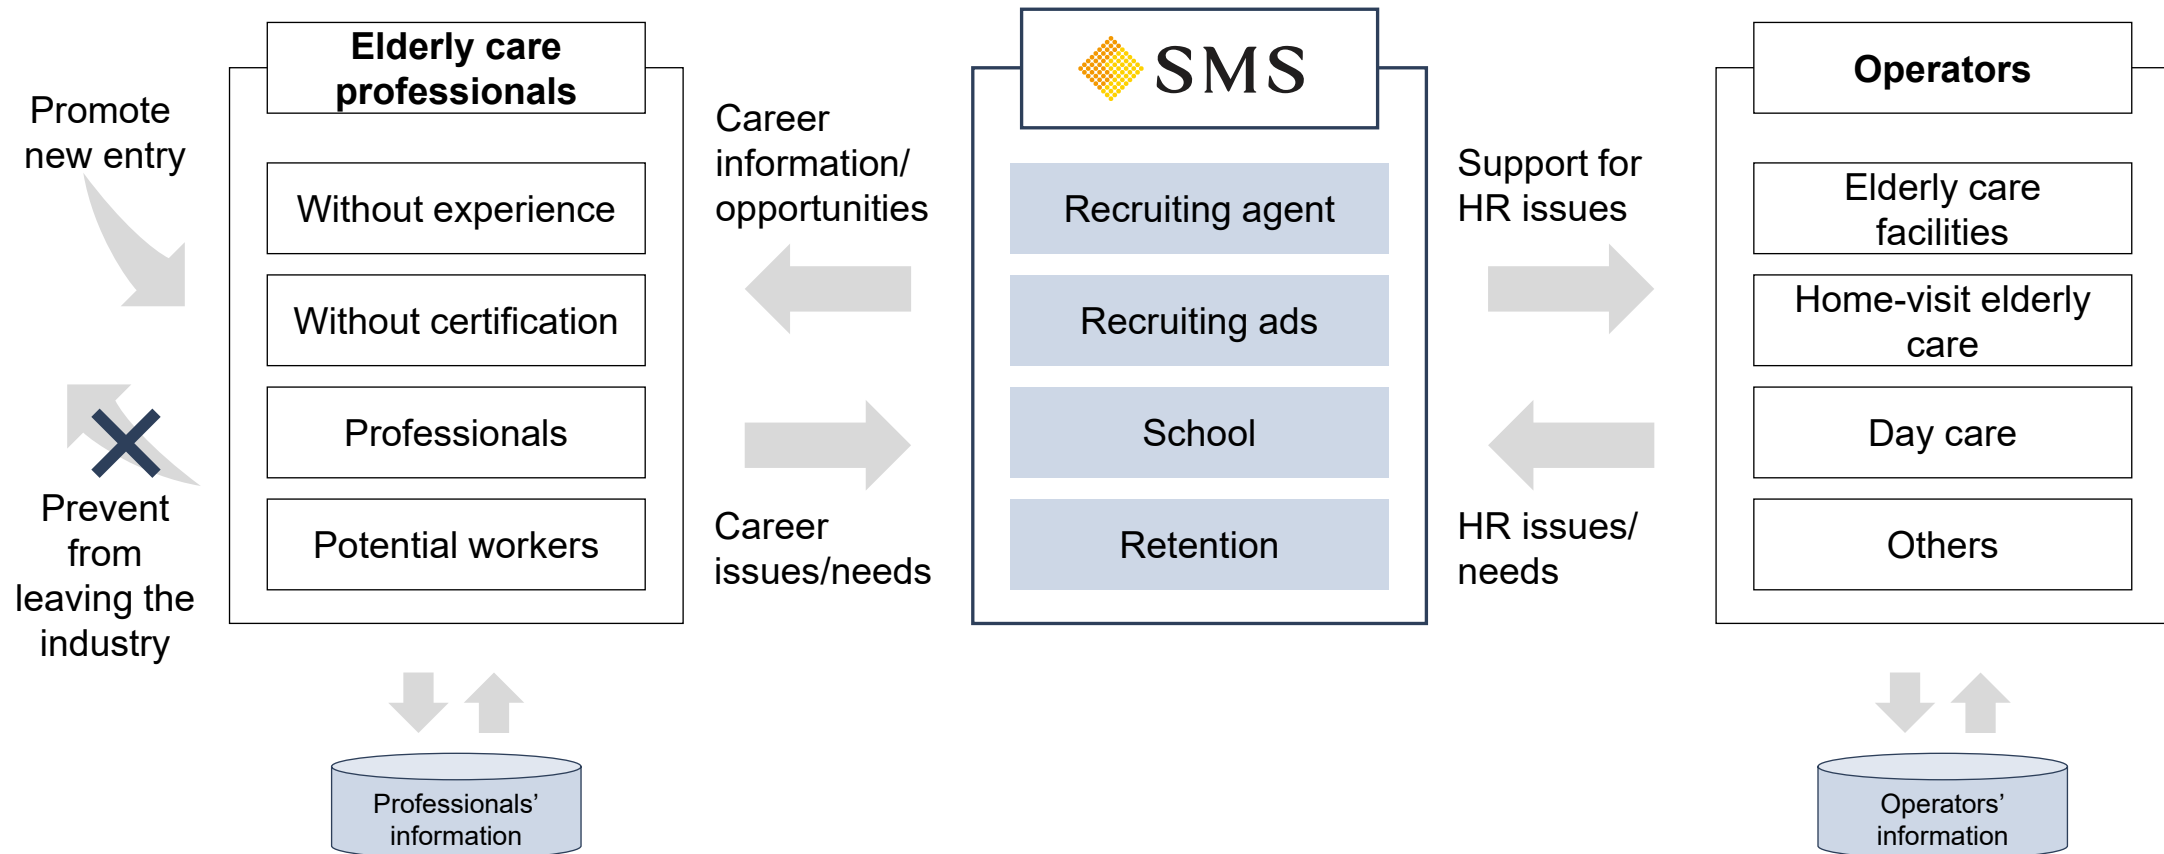 Promote
new entry
Prevent
from
leaving the
industry
Elderly care
professionals
Without experience
Without certification
Professionals
Potential workers
Professionals’
information
Career
information/
opportunities
Career
issues/needs
SMS
Recruiting agent
Recruiting ads
School
Retention
Support for
HR issues
HR issues/
needs
Operators
Elderly care
facilities
Home-visit elderly
care
Day care
Others
Operators’
information